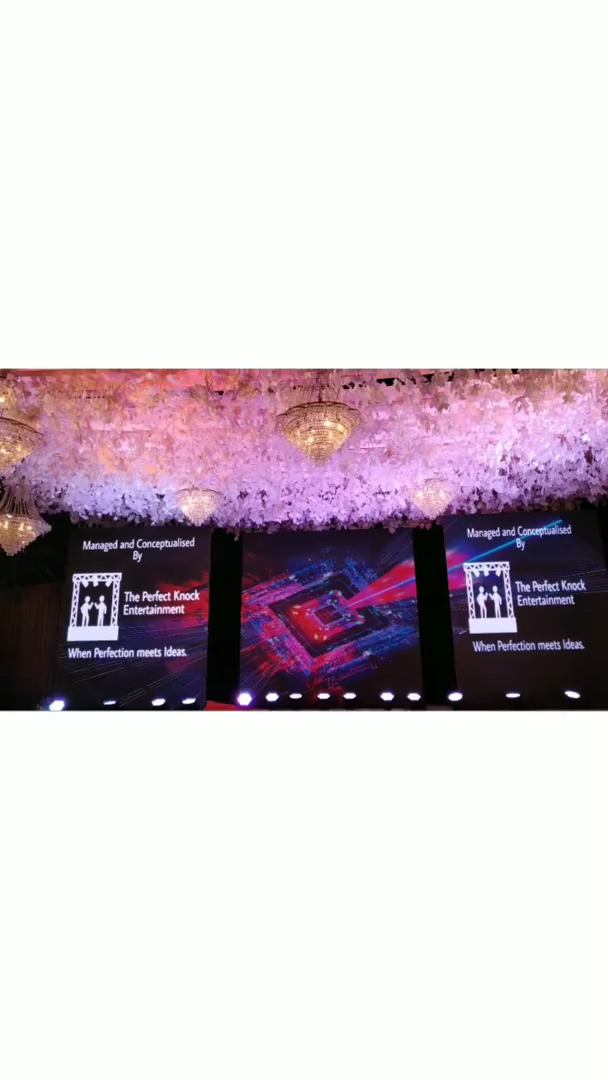 Managed and Conceptualised
By
The Perfect Knock
Entertainment
When Perfection meets Ideas.
Managed and Conceptualised
By
The Perfect Knock
Entertainment
When Perfection meets Ideas.